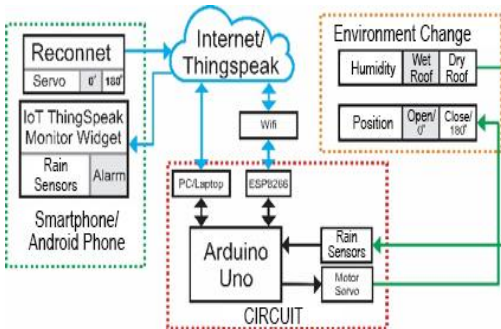 Reconnet
Servo 0° 180°
IoT ThingSpeak
Monitor Widget
Rain
Sensors
Alarm
Smartphone/
Android Phone
Internet/
Thingspeak
Wifi
PC/Laptop
ESP8266
Arduino
Uno
Rain
Sensors
Motor
Servo
CIRCUIT
Environment Change
Humidity
Wet
Roof
Dry
Roof
Position
Open/
0°
Close/
180°